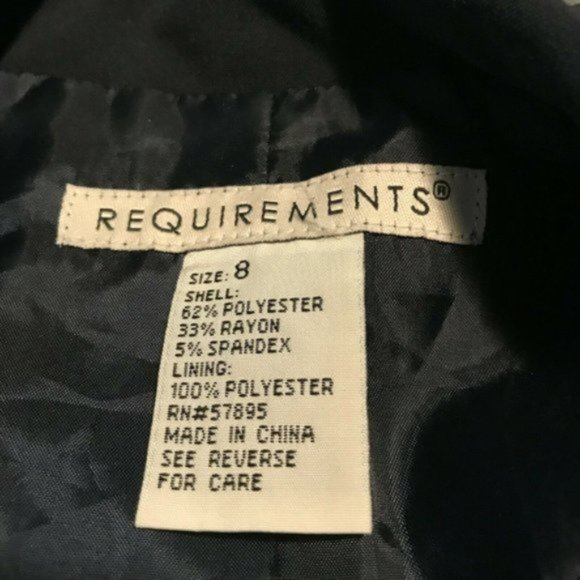 REQUIREMENTS®
SIZE: 8
SHELL:
62% POLYESTER
33% RAYON
5% SPANDEX
LINING:
100% POLYESTER
RN#57895
MADE IN CHINA
SEE REVERSE
FOR CARE